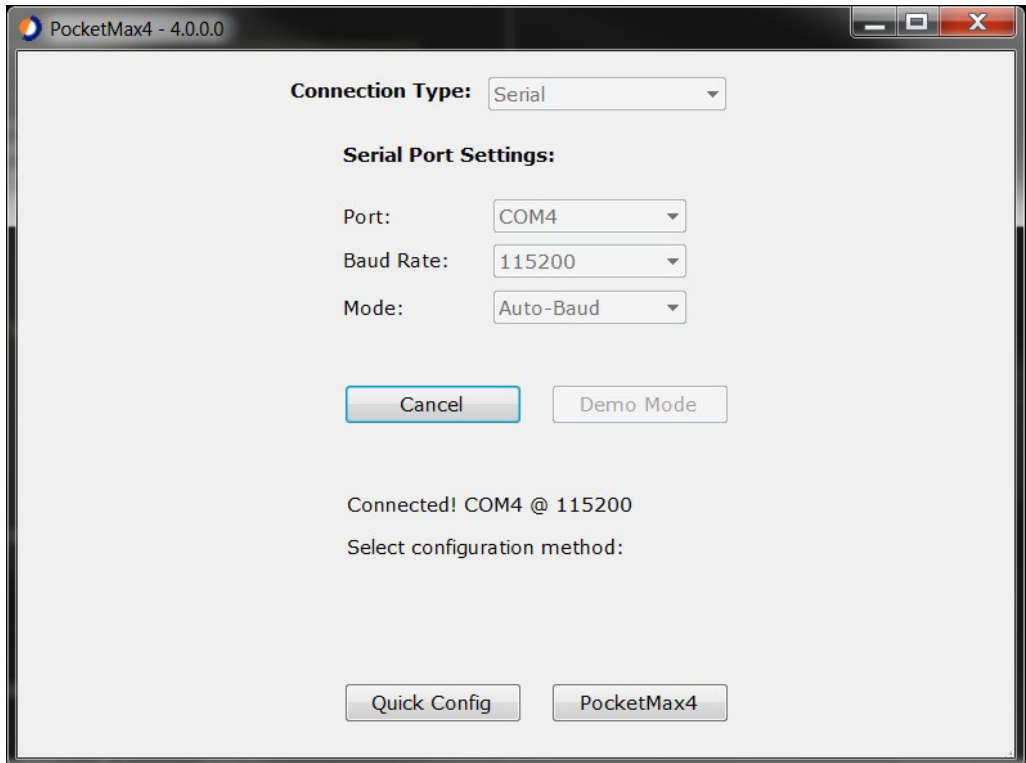 PocketMax4 - 4.0.0.0
Connection Type: Serial
Serial Port Settings:
Port: COM4
Baud Rate: 115200
Mode: Auto-Baud
Cancel Demo Mode
Connected! COM4 @ 115200
Select configuration method:
Quick Config PocketMax4